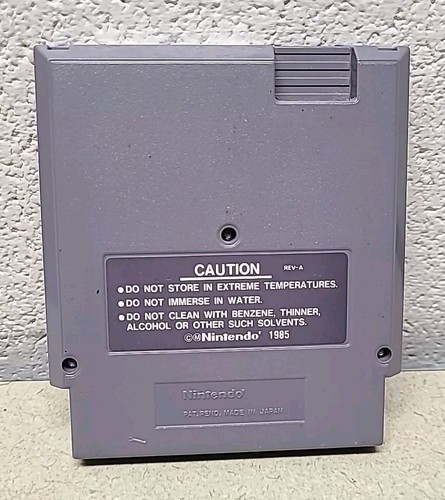 CAUTION REV-A
●DO NOT STORE IN EXTREME TEMPERATURES.
●DO NOT IMMERSE IN WATER.
●DO NOT CLEAN WITH BENZENE, THINNER,
ALCOHOL OR OTHER SUCH SOLVENTS.
©ⓂNintendo® 1985
Nintendo®
PAT. PEND. MADE IN JAPAN